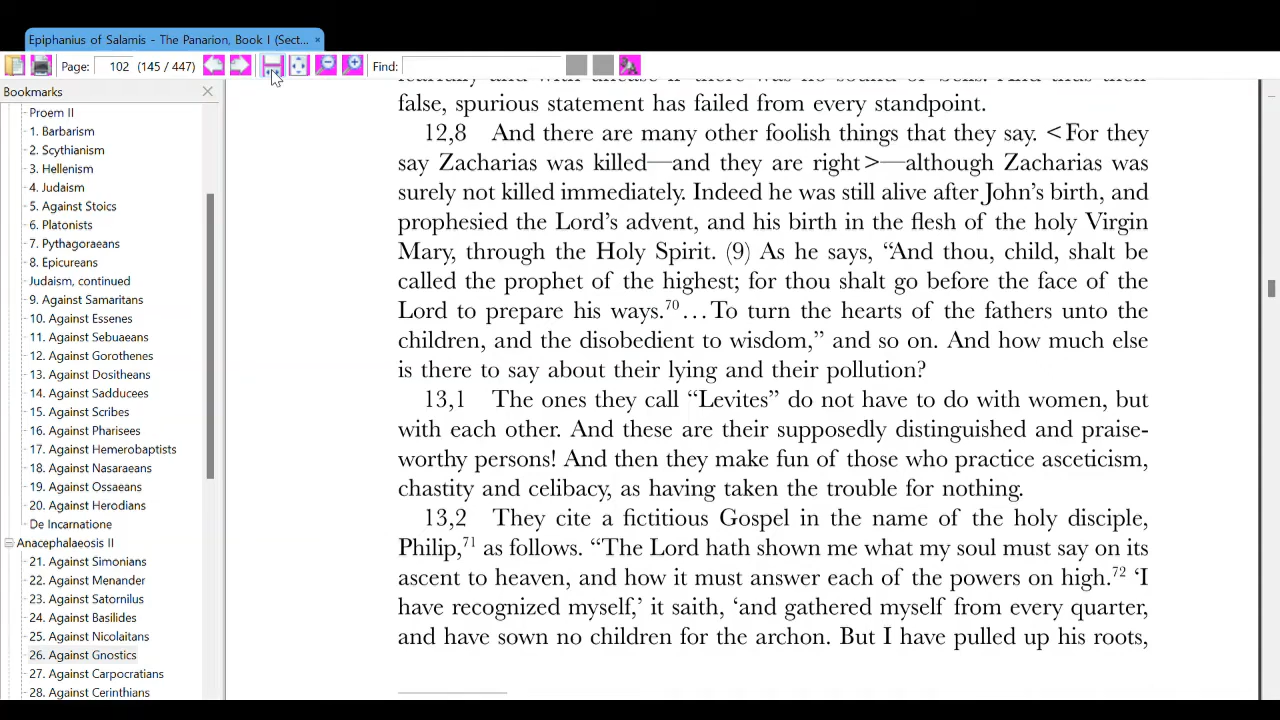 Epiphanius of Salamis - The Panarion, Book I (Sect... ×
Page: 102 (145 / 447) Find:
Bookmarks
Proem II
1. Barbarism
2. Scythianism
3. Hellenism
4. Judaism
5. Against Stoics
6. Platonists
7. Pythagoraeans
8. Epicureans
Judaism, continued
9. Against Samaritans
10. Against Essenes
11. Against Sebuaeans
12. Against Gorothenes
13. Against Dositheans
14. Against Sadducees
15. Against Scribes
16. Against Pharisees
17. Against Hemerobaptists
18. Against Nasaraeans
19. Against Ossaeans
20. Against Herodians
De Incarnatione
Anacephalaeosis II
21. Against Simonians
22. Against Menander
23. Against Satornilus
24. Against Basilides
25. Against Nicolaitans
26. Against Gnostics
27. Against Carpocratians
28. Against Cerinthians
false, spurious statement has failed from every standpoint.
12,8 And there are many other foolish things that they say. <For they
say Zacharias was killed—and they are right>—although Zacharias was
surely not killed immediately. Indeed he was still alive after John’s birth, and
prophesied the Lord’s advent, and his birth in the flesh of the holy Virgin
Mary, through the Holy Spirit. (9) As he says, “And thou, child, shalt be
called the prophet of the highest; for thou shalt go before the face of the
Lord to prepare his ways.70…To turn the hearts of the fathers unto the
children, and the disobedient to wisdom,” and so on. And how much else
is there to say about their lying and their pollution?
13,1 The ones they call “Levites” do not have to do with women, but
with each other. And these are their supposedly distinguished and praise-
worthy persons! And then they make fun of those who practice asceticism,
chastity and celibacy, as having taken the trouble for nothing.
13,2 They cite a fictitious Gospel in the name of the holy disciple,
Philip,71 as follows. “The Lord hath shown me what my soul must say on its
ascent to heaven, and how it must answer each of the powers on high.72 ‘I
have recognized myself,’ it saith, ‘and gathered myself from every quarter,
and have sown no children for the archon. But I have pulled up his roots,